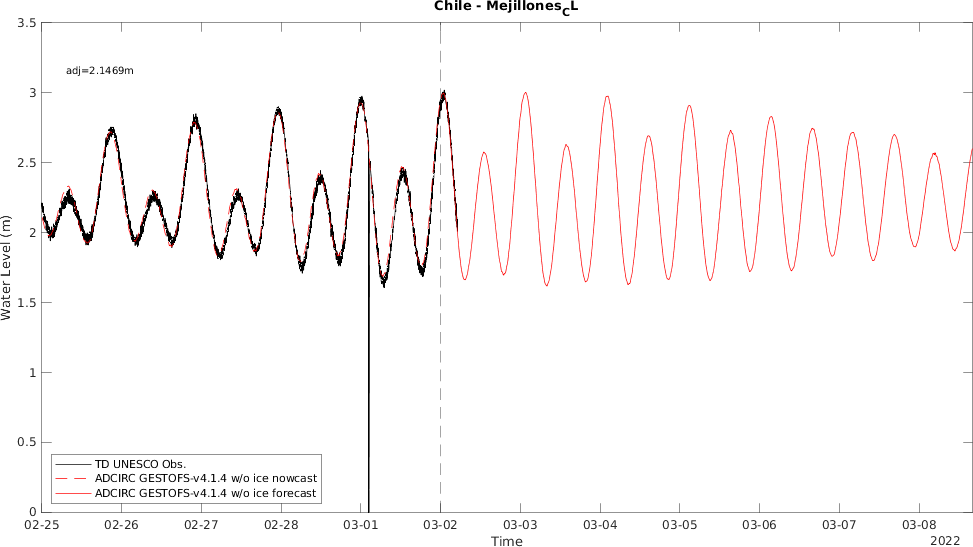 Chile - Mejillones_CL
adj=2.1469m
3.5
3
2.5
2
1.5
1
0.5
0
Water Level (m)
TD UNESCO Obs.
ADCIRC GESTOFS-v4.1.4 w/o ice nowcast
ADCIRC GESTOFS-v4.1.4 w/o ice forecast
02-25 02-26 02-27 02-28 03-01 03-02 03-03 03-04 03-05 03-06 03-07 03-08
Time
2022